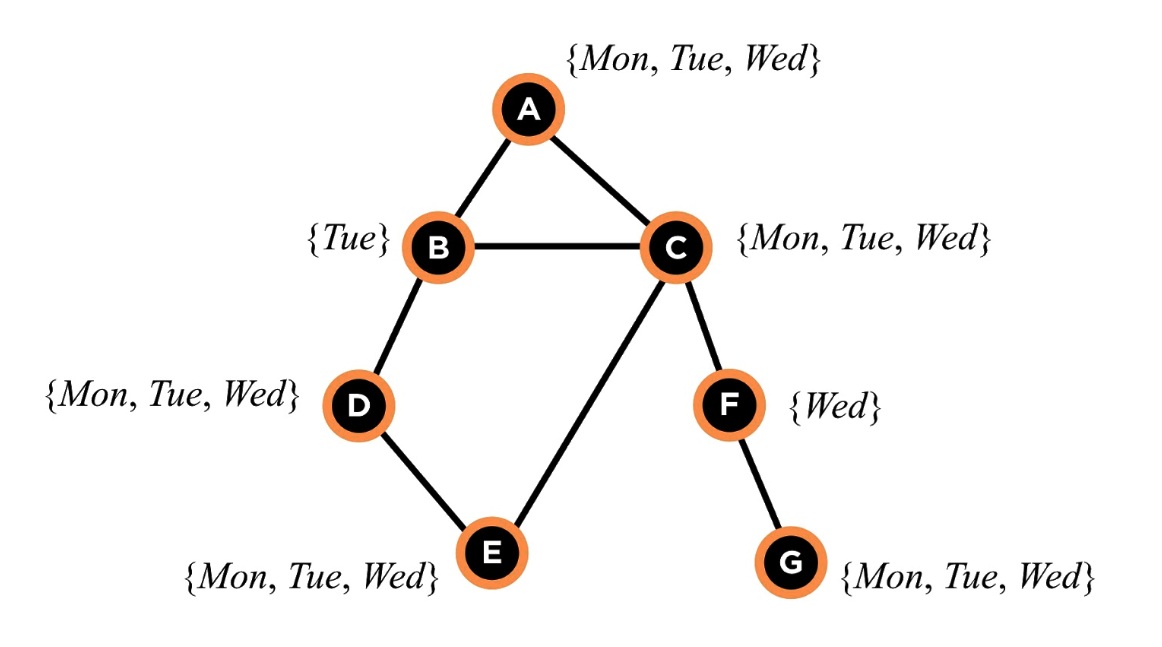 {Mon, Tue, Wed}
A
{Tue} B C {Mon, Tue, Wed}
{Mon, Tue, Wed} D F {Wed}
E
{Mon, Tue, Wed} G {Mon, Tue, Wed}